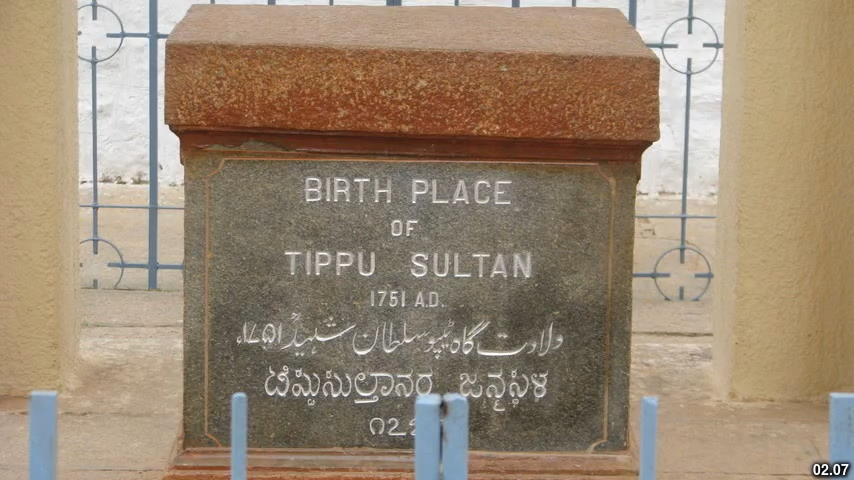 BIRTH PLACE
OF
TIPPU SULTAN
1751 A.D.
ولادت گاہ ٹیپو سلطان شہیدؒ ۱۷۵۱ء
ಟಿಪ್ಪುಸುಲ್ತಾನರ ಜನ್ಮಸ್ಥಳ
02.07